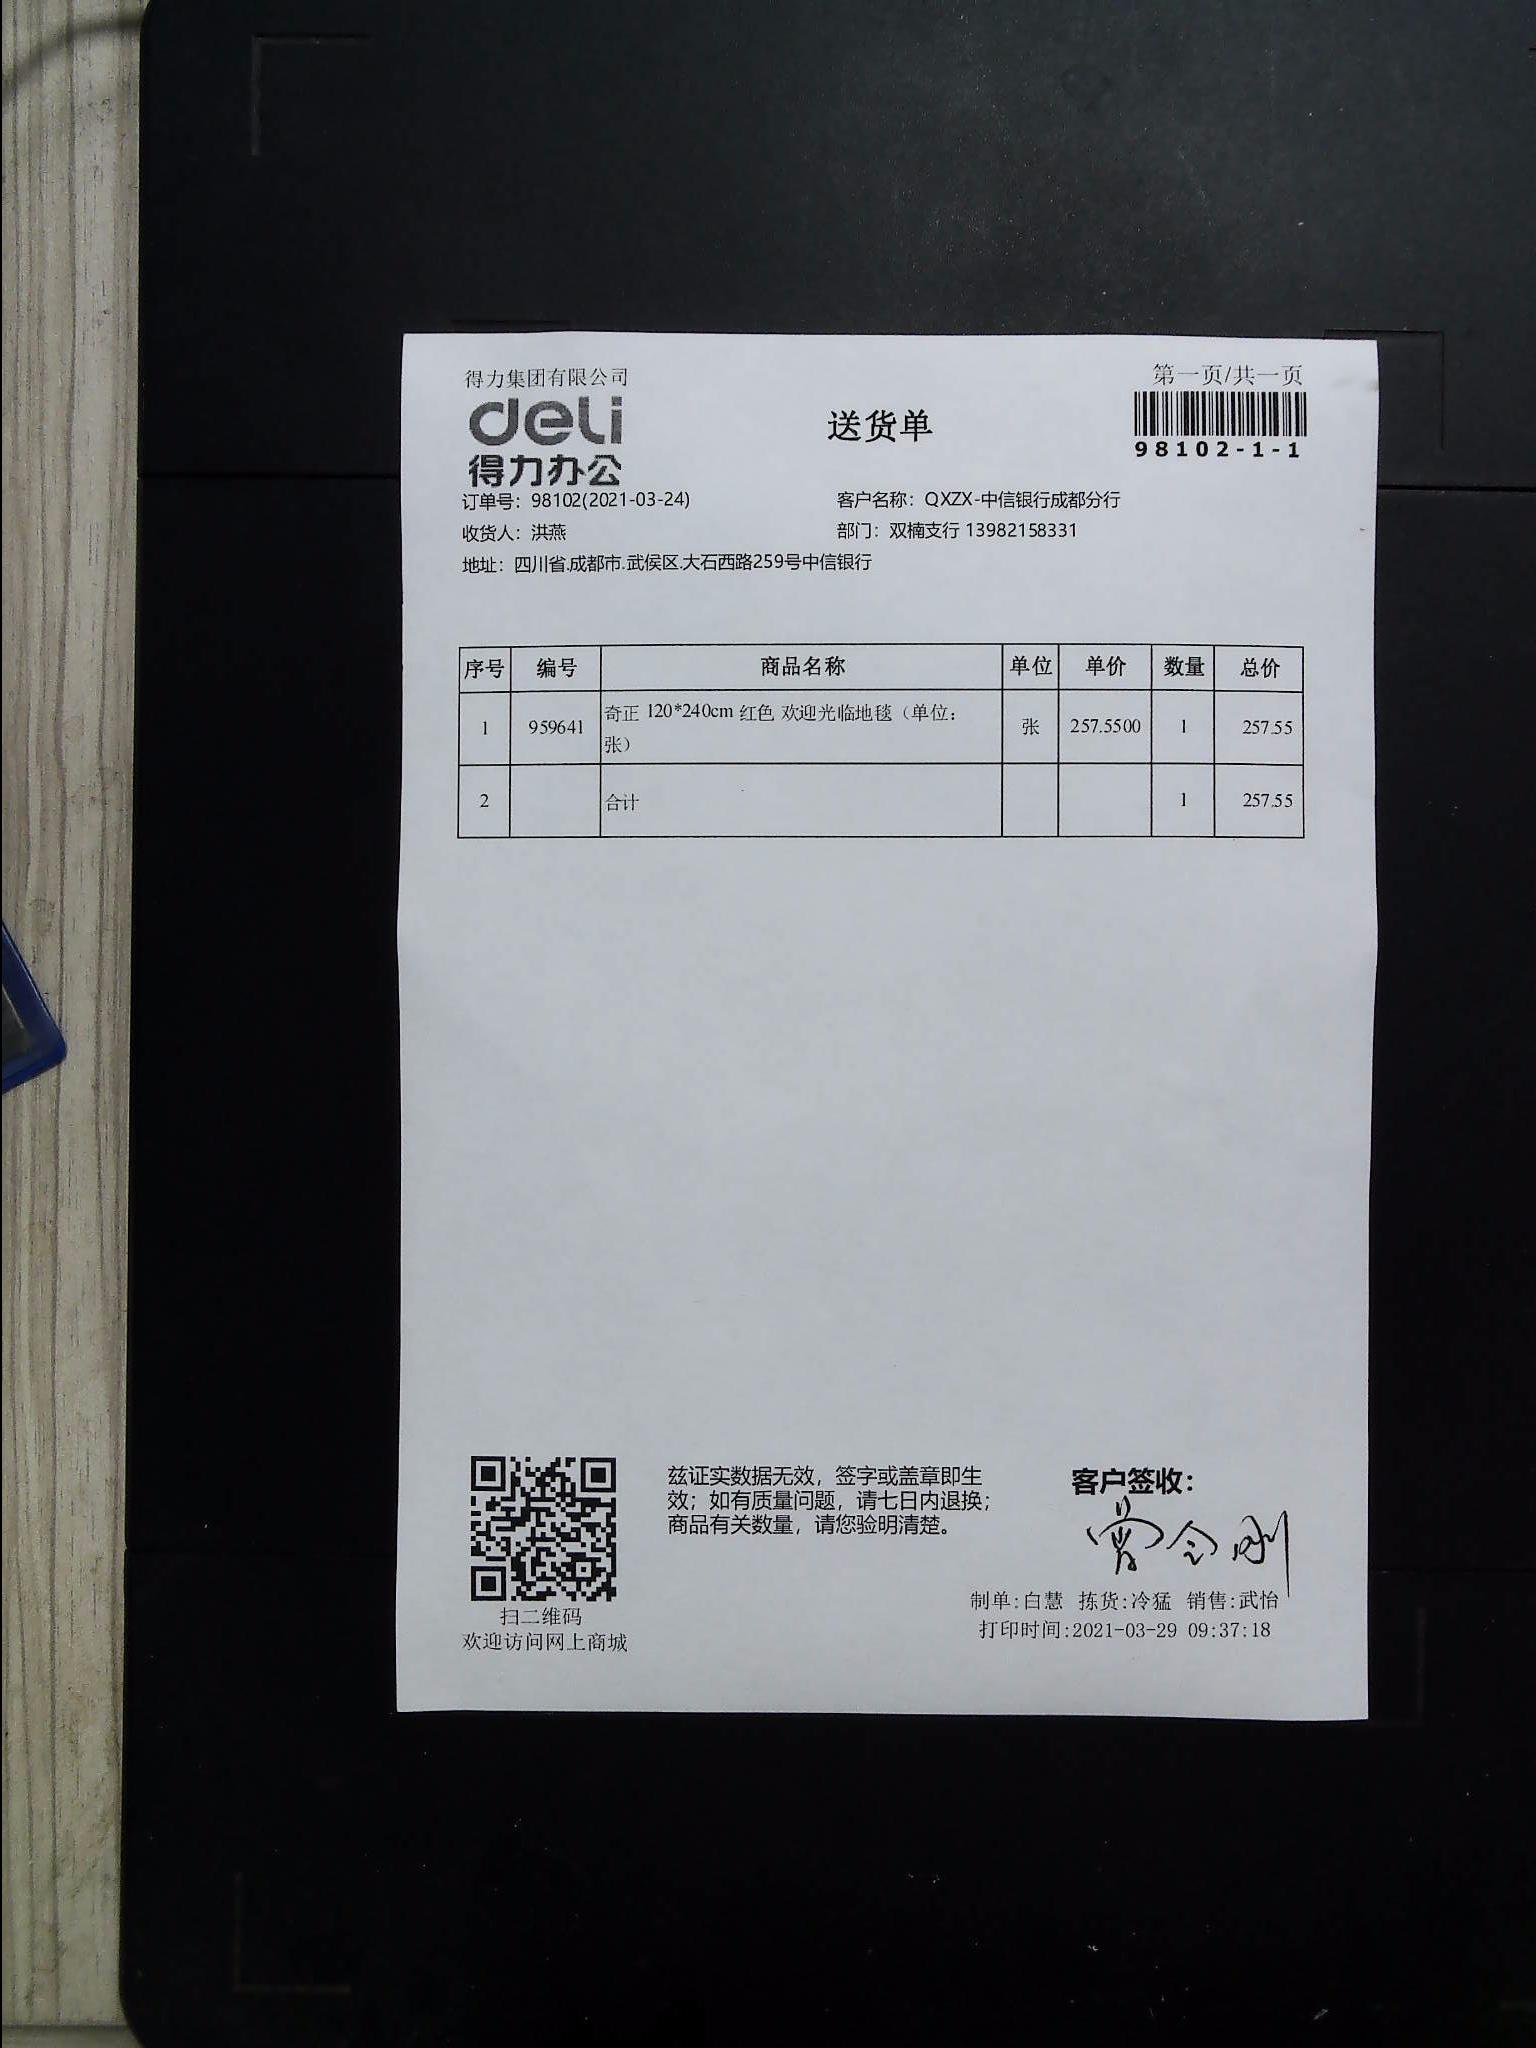 得力集团有限公司
第一页/共一页
deli
得力办公
送货单
98102-1-1
订单号：98102(2021-03-24)
客户名称：QXZX-中信银行成都分行
收货人：洪燕
部门：双楠支行 13982158331
地址：四川省.成都市.武侯区.大石西路259号中信银行
序号 编号 商品名称 单位 单价 数量 总价
1 959641 奇正 120*240cm 红色 欢迎光临地毯（单位： 张 257.5500 1 257.55
张）
2 合计 1 257.55
兹证实数据无效，签字或盖章即生
效；如有质量问题，请七日内退换；
商品有关数量，请您验明清楚。
客户签收：
曾令刚
制单:白慧 拣货:冷猛 销售:武怡
打印时间:2021-03-29 09:37:18
扫二维码
欢迎访问网上商城